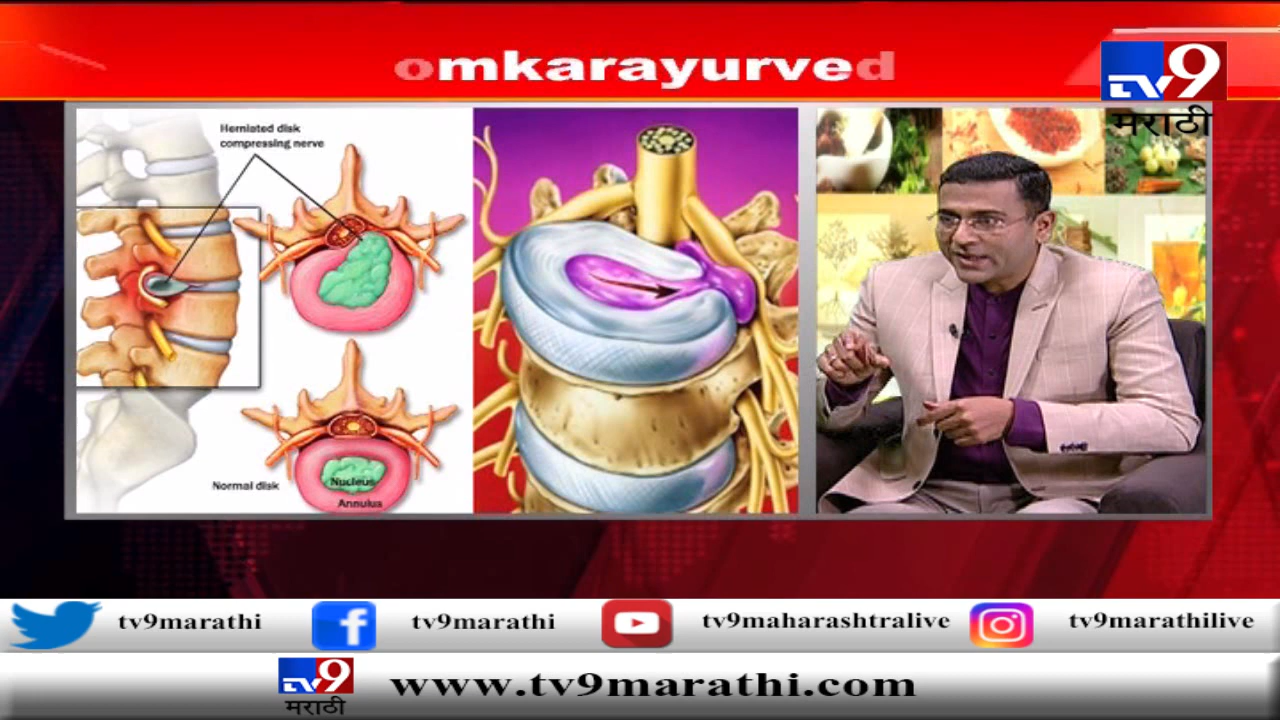 omkarayurved
TV9
मराठी
Herniated disk
compressing nerve
Normal disk
Nucleus
Annulus
tv9marathi
tv9marathi
tv9maharashtralive
tv9marathilive
TV9
मराठी
www.tv9marathi.com